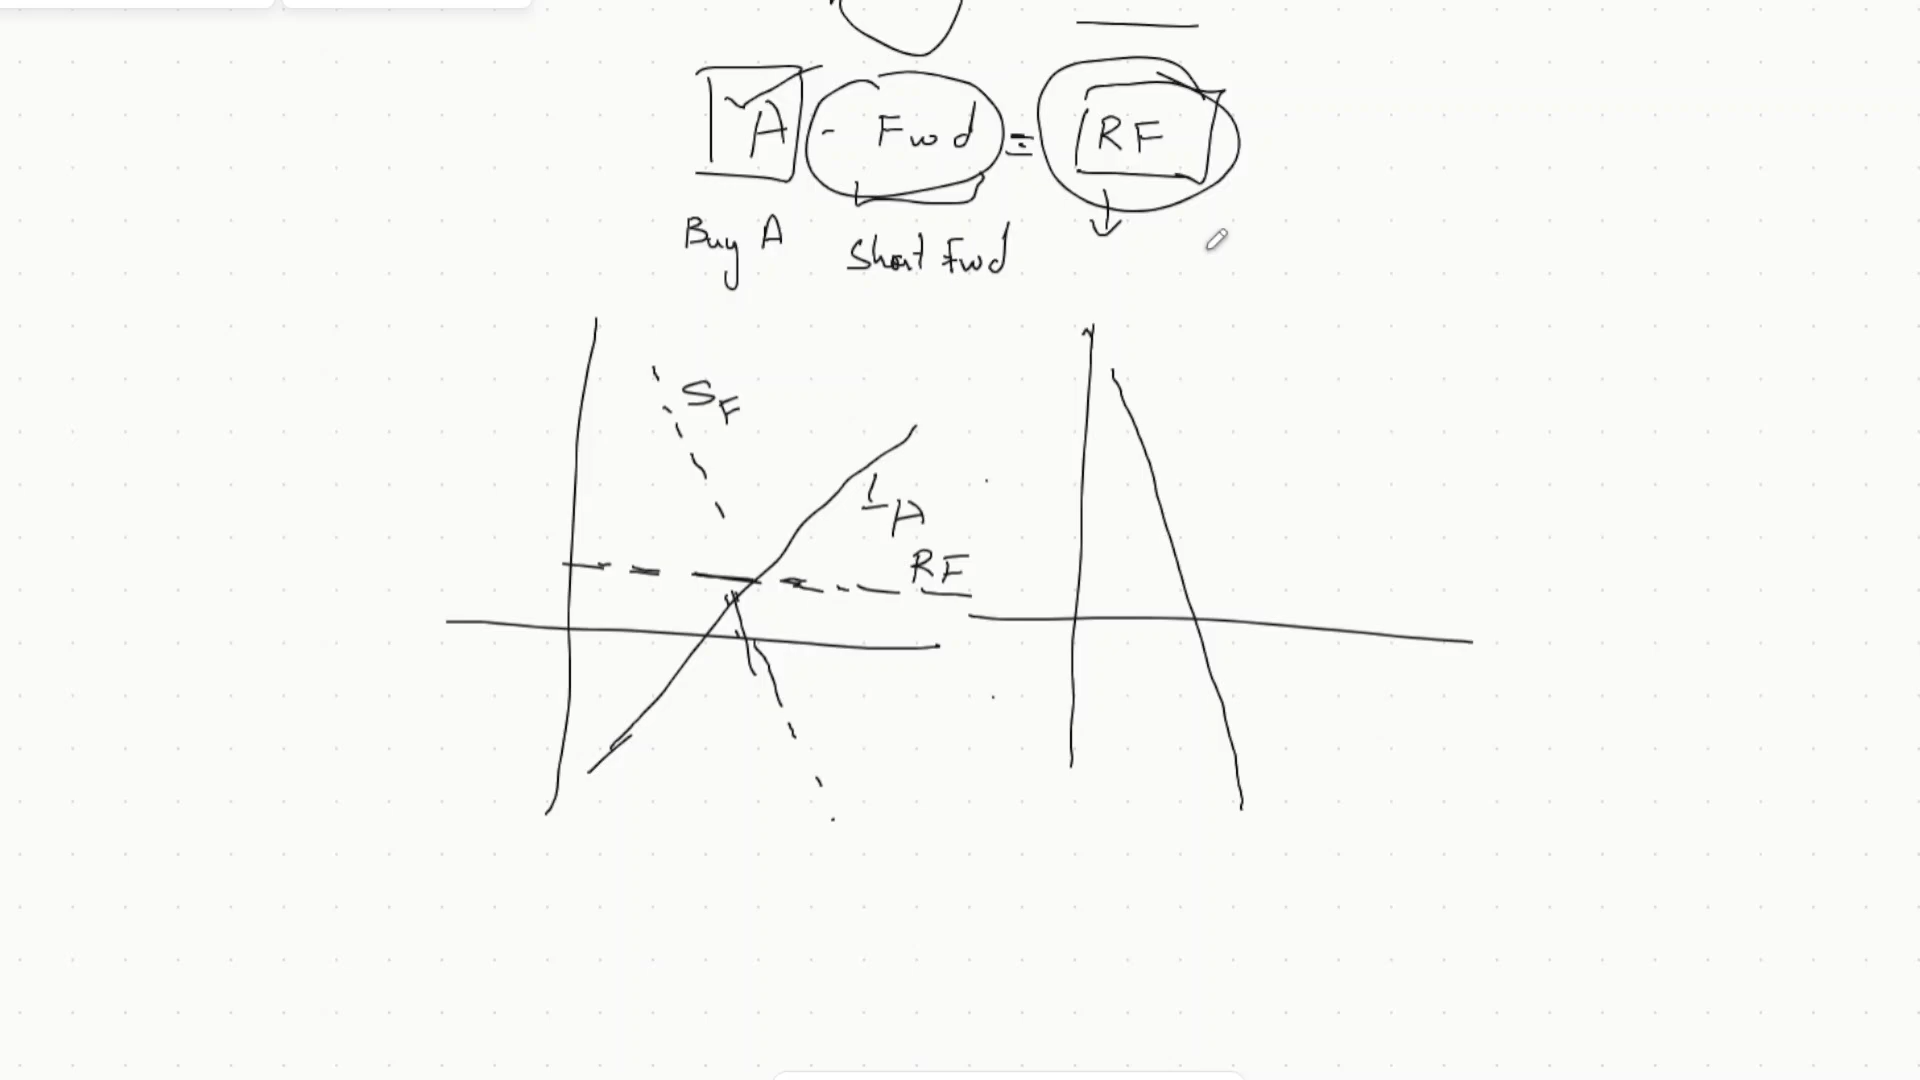 A - Fwd = RF
Buy A Short Fwd
SF
LA
RF